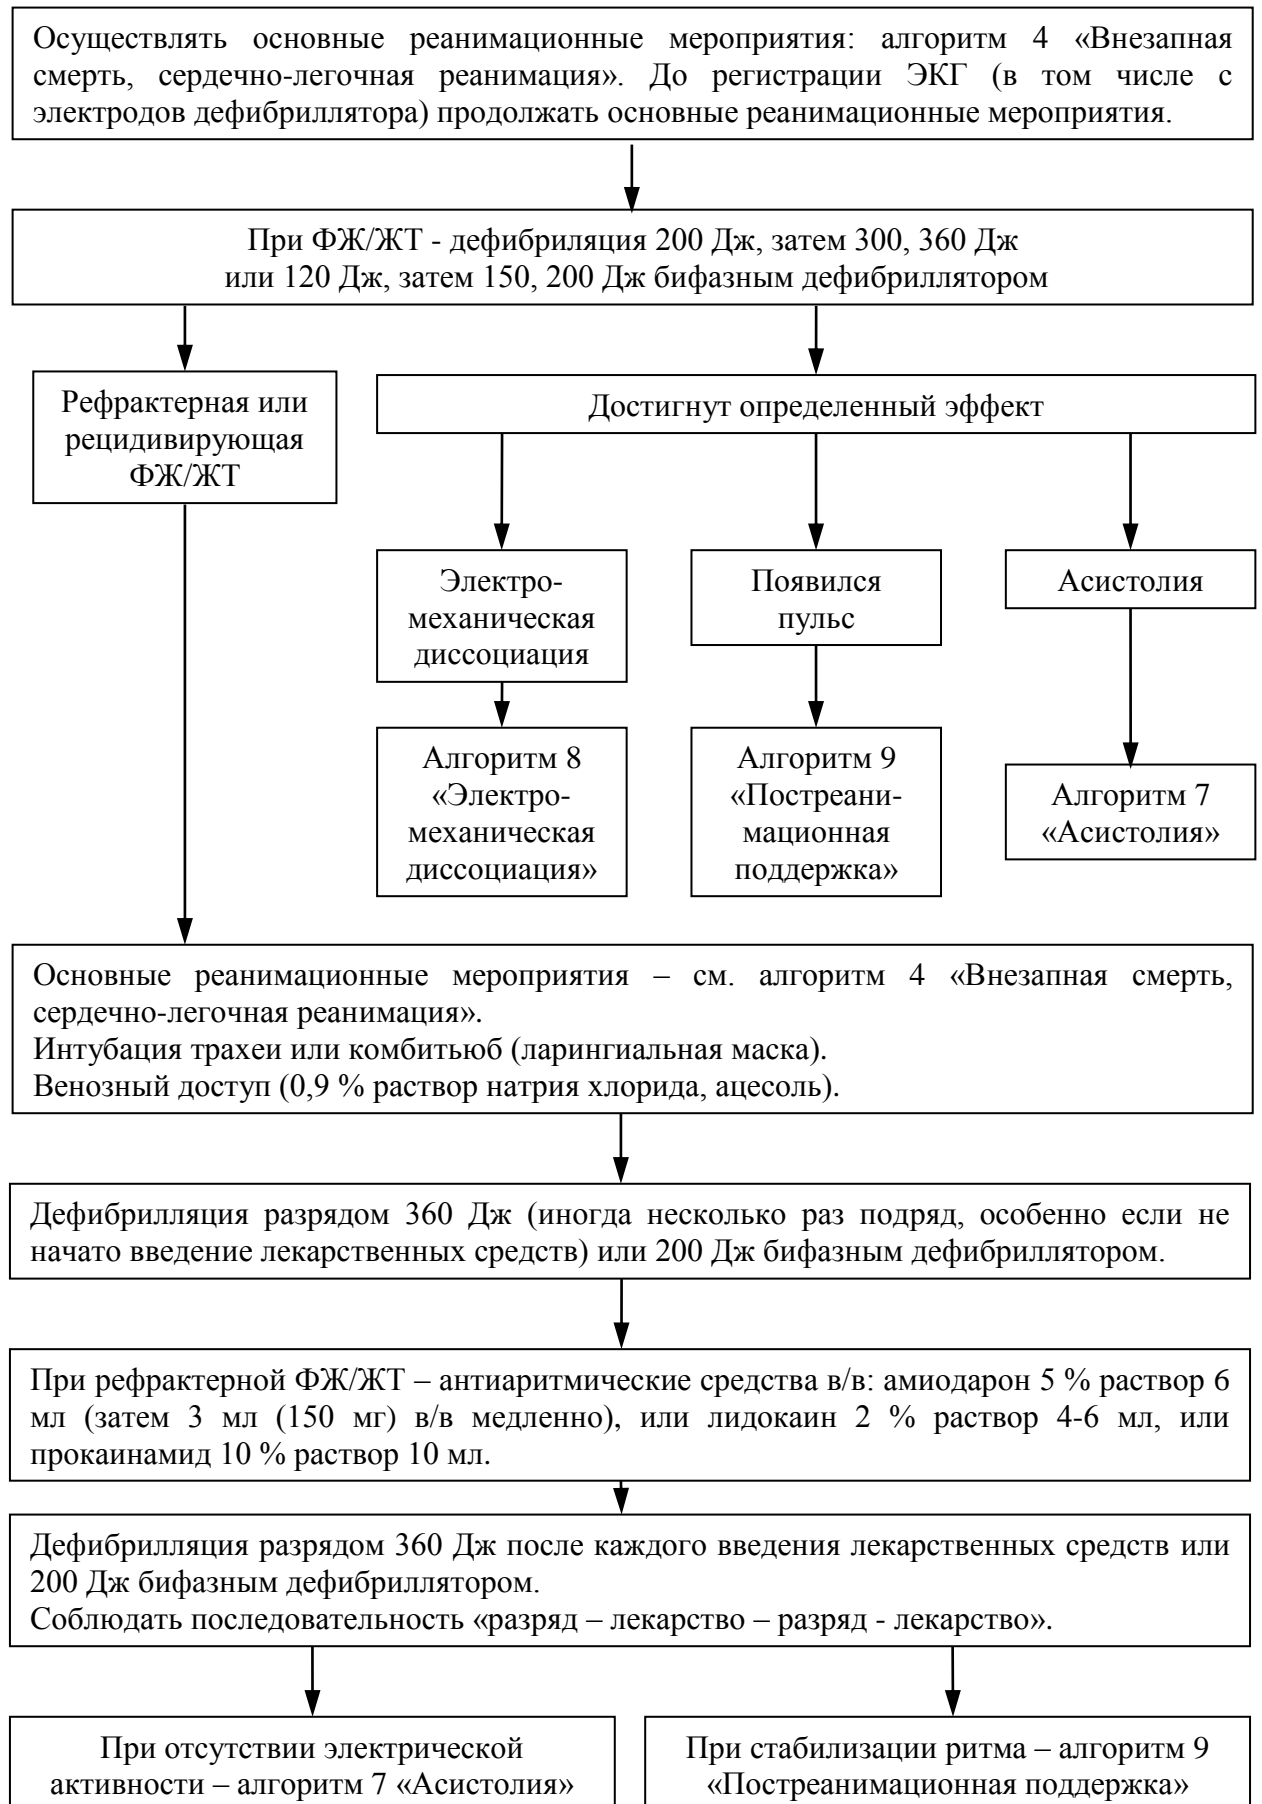 Осуществлять основные реанимационные мероприятия: алгоритм 4 «Внезапная
смерть, сердечно-легочная реанимация». До регистрации ЭКГ (в том числе с
электродов дефибриллятора) продолжать основные реанимационные мероприятия.
При ФЖ/ЖТ - дефибриляция 200 Дж, затем 300, 360 Дж
или 120 Дж, затем 150, 200 Дж бифазным дефибриллятором
Рефрактерная или
рецидивирующая
ФЖ/ЖТ
Достигнут определенный эффект
Электро-
механическая
диссоциация
Появился
пульс
Асистолия
Алгоритм 8
«Электро-
механическая
диссоциация»
Алгоритм 9
«Постреани-
мационная
поддержка»
Алгоритм 7
«Асистолия»
Основные реанимационные мероприятия – см. алгоритм 4 «Внезапная смерть,
сердечно-легочная реанимация».
Интубация трахеи или комбитьюб (ларингиальная маска).
Венозный доступ (0,9 % раствор натрия хлорида, ацесоль).
Дефибрилляция разрядом 360 Дж (иногда несколько раз подряд, особенно если не
начато введение лекарственных средств) или 200 Дж бифазным дефибриллятором.
При рефрактерной ФЖ/ЖТ – антиаритмические средства в/в: амиодарон 5 % раствор 6
мл (затем 3 мл (150 мг) в/в медленно), или лидокаин 2 % раствор 4-6 мл, или
прокаинамид 10 % раствор 10 мл.
Дефибрилляция разрядом 360 Дж после каждого введения лекарственных средств или
200 Дж бифазным дефибриллятором.
Соблюдать последовательность «разряд – лекарство – разряд - лекарство».
При отсутствии электрической
активности – алгоритм 7 «Асистолия»
При стабилизации ритма – алгоритм 9
«Постреанимационная поддержка»